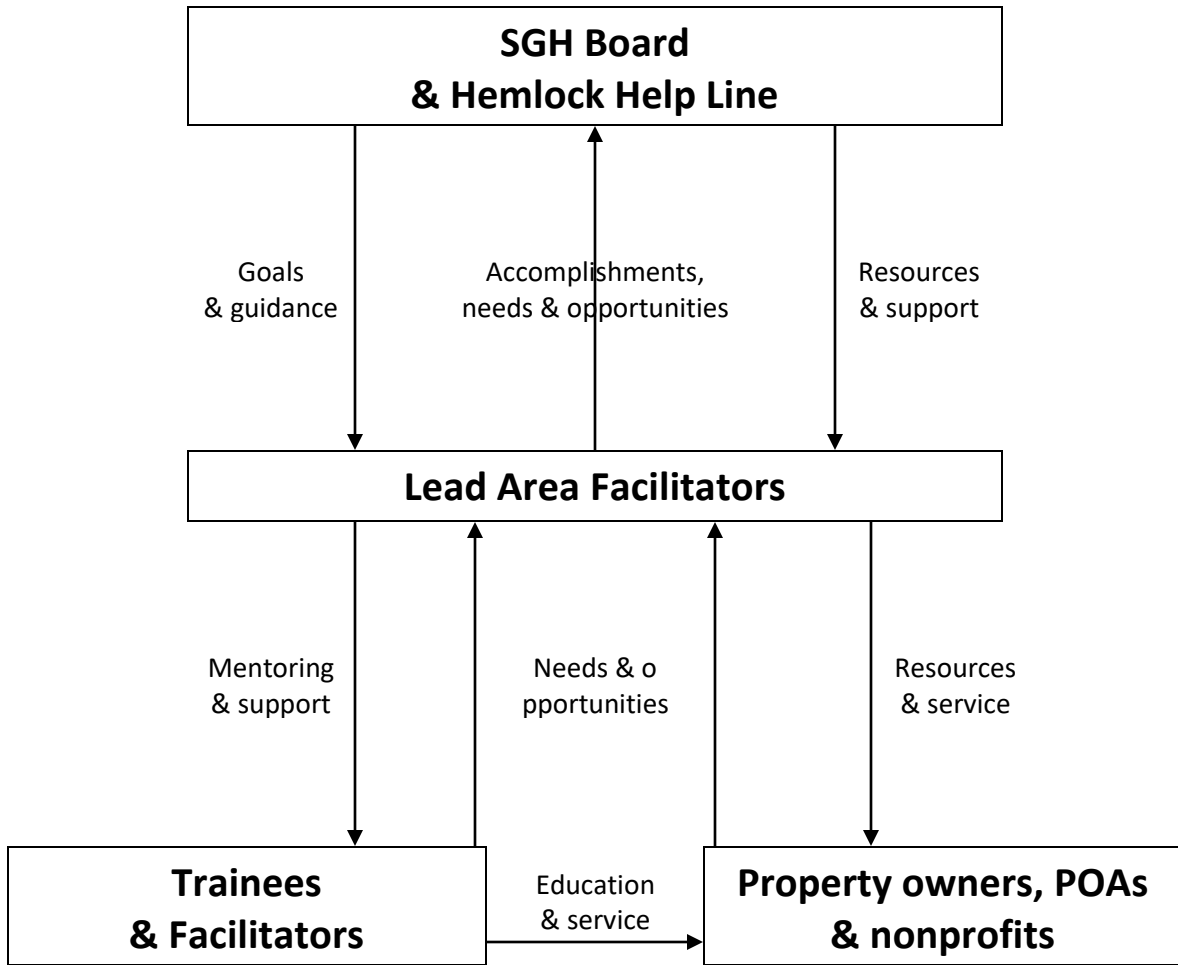 SGH Board
& Hemlock Help Line
Goals
& guidance
Accomplishments,
needs & opportunities
Resources
& support
Lead Area Facilitators
Mentoring
& support
Needs & o
pportunities
Resources
& service
Trainees
& Facilitators
Education
& service
Property owners, POAs
& nonprofits